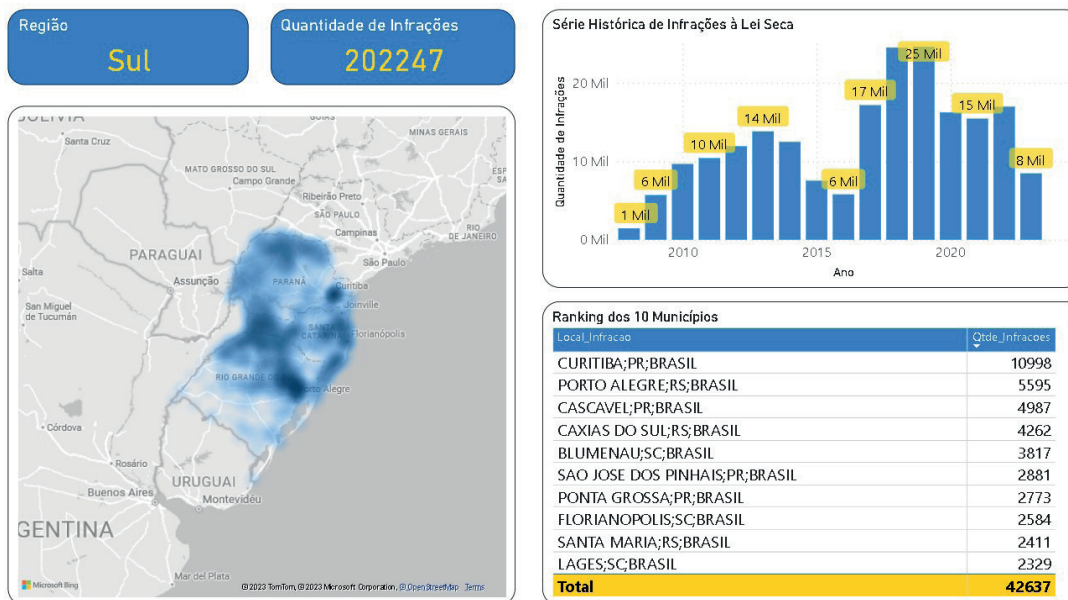 Região
Sul
Quantidade de Infrações
202247
BOLIVIA
Santa Cruz
GOIÁS
MINAS GERAIS
MATO GROSSO DO SUL
Campo Grande
Ribeirão Preto
SÃO PAULO
Campinas
RIO
DE JANEIRO
São Paulo
PARAGUAI
Assunção
Salta
San Miguel
de Tucumán
PARANÁ
Curitiba
Joinville
SANTA
CATARINA
Florianópolis
RIO GRANDE DO
Porto Alegre
Córdova
Rosário
URUGUAI
Buenos Aires
Montevidéu
GENTINA
Mar del Plata
Microsoft Bing
© 2023 TomTom, © 2023 Microsoft Corporation, © OpenStreetMap Terms
Série Histórica de Infrações à Lei Seca
Quantidade de Infrações
20 Mil
10 Mil
0 Mil
1 Mil
6 Mil
10 Mil
14 Mil
6 Mil
17 Mil
25 Mil
15 Mil
8 Mil
2010
2015
2020
Ano
Ranking dos 10 Municípios
Local_Infracao Qtde_Infracoes
CURITIBA;PR;BRASIL 10998
PORTO ALEGRE;RS;BRASIL 5595
CASCAVEL;PR;BRASIL 4987
CAXIAS DO SUL;RS;BRASIL 4262
BLUMENAU;SC;BRASIL 3817
SAO JOSE DOS PINHAIS;PR;BRASIL 2881
PONTA GROSSA;PR;BRASIL 2773
FLORIANOPOLIS;SC;BRASIL 2584
SANTA MARIA;RS;BRASIL 2411
LAGES;SC;BRASIL 2329
Total 42637